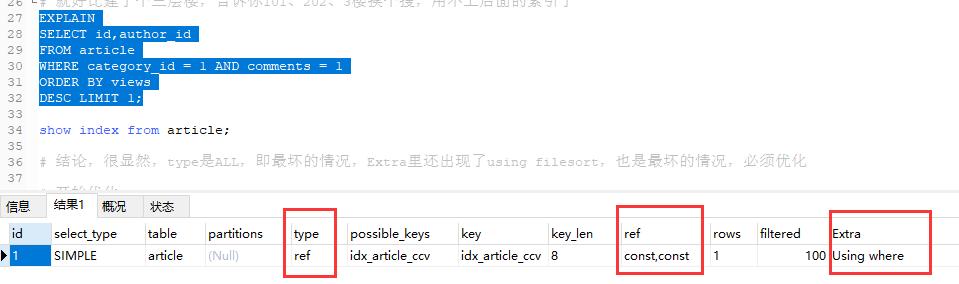 26 # 就好比建了个三层楼，告诉你101、202、3楼挨个搜，用不上后面的索引了
27 EXPLAIN
28 SELECT id,author_id
29 FROM article
30 WHERE category_id = 1 AND comments = 1
31 ORDER BY views
32 DESC LIMIT 1;
33
34 show index from article;
35
36 # 结论，很显然，type是ALL，即最坏的情况，Extra里还出现了using filesort，也是最坏的情况，必须优化
37
# 开始优化
信息 结果1 概况 状态
id select_type table partitions type possible_keys key key_len ref rows filtered Extra
1 SIMPLE article (Null) ref idx_article_ccv idx_article_ccv 8 const,const 1 100 Using where